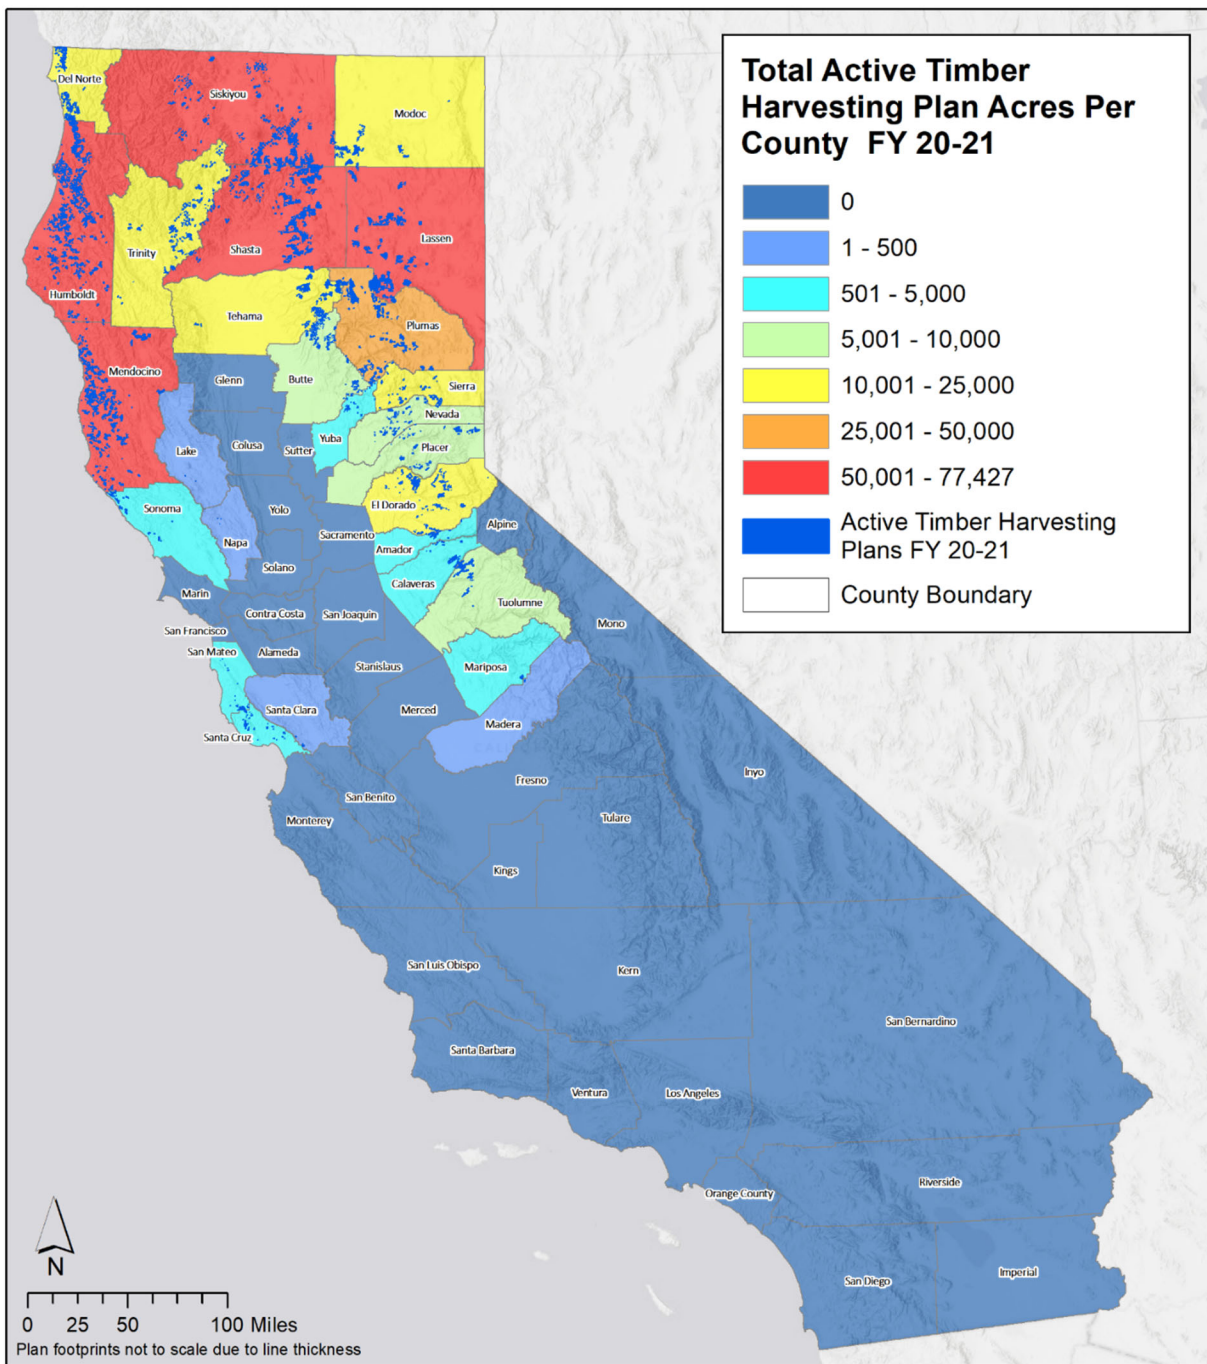 Total Active Timber
Harvesting Plan Acres Per
County FY 20-21
0
1 - 500
501 - 5,000
5,001 - 10,000
10,001 - 25,000
25,001 - 50,000
50,001 - 77,427
Active Timber Harvesting
Plans FY 20-21
County Boundary
Del Norte
Siskiyou
Modoc
Trinity
Shasta
Lassen
Humboldt
Tehama
Plumas
Mendocino
Glenn
Butte
Sierra
Nevada
Lake
Colusa
Sutter
Yuba
Placer
Sonoma
Yolo
El Dorado
Napa
Sacramento
Alpine
Amador
Solano
Calaveras
Marin
Contra Costa
San Joaquin
Tuolumne
Mono
San Francisco
San Mateo
Alameda
Stanislaus
Mariposa
Santa Clara
Merced
Madera
Santa Cruz
Fresno
Inyo
San Benito
Monterey
Tulare
Kings
San Luis Obispo
Kern
San Bernardino
Santa Barbara
Ventura
Los Angeles
Orange County
Riverside
San Diego
Imperial
N
0 25 50 100 Miles
Plan footprints not to scale due to line thickness